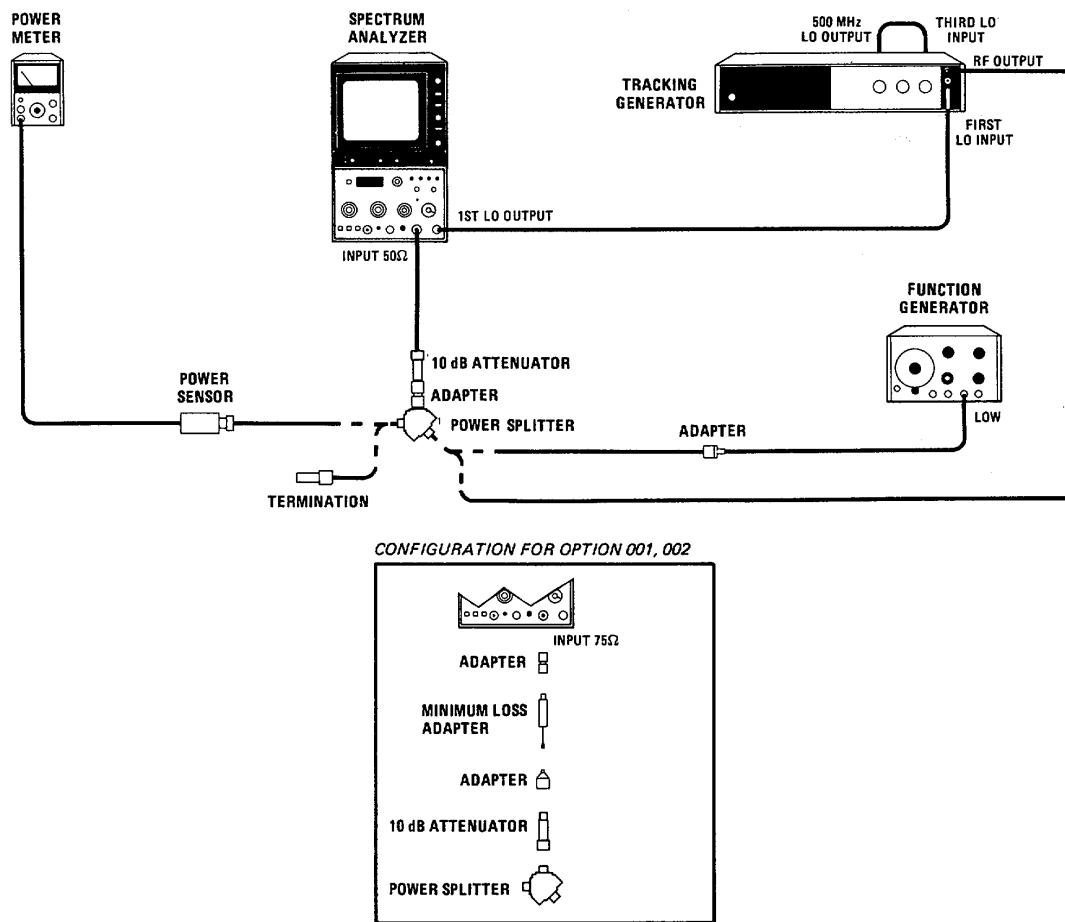 POWER
METER
SPECTRUM
ANALYZER
500 MHz
LO OUTPUT
THIRD LO
INPUT
RF OUTPUT
TRACKING
GENERATOR
FIRST
LO INPUT
1ST LO OUTPUT
INPUT 50Ω
FUNCTION
GENERATOR
10 dB ATTENUATOR
POWER
SENSOR
ADAPTER
POWER SPLITTER
ADAPTER
LOW
TERMINATION
CONFIGURATION FOR OPTION 001, 002
INPUT 75Ω
ADAPTER
MINIMUM LOSS
ADAPTER
ADAPTER
10 dB ATTENUATOR
POWER SPLITTER